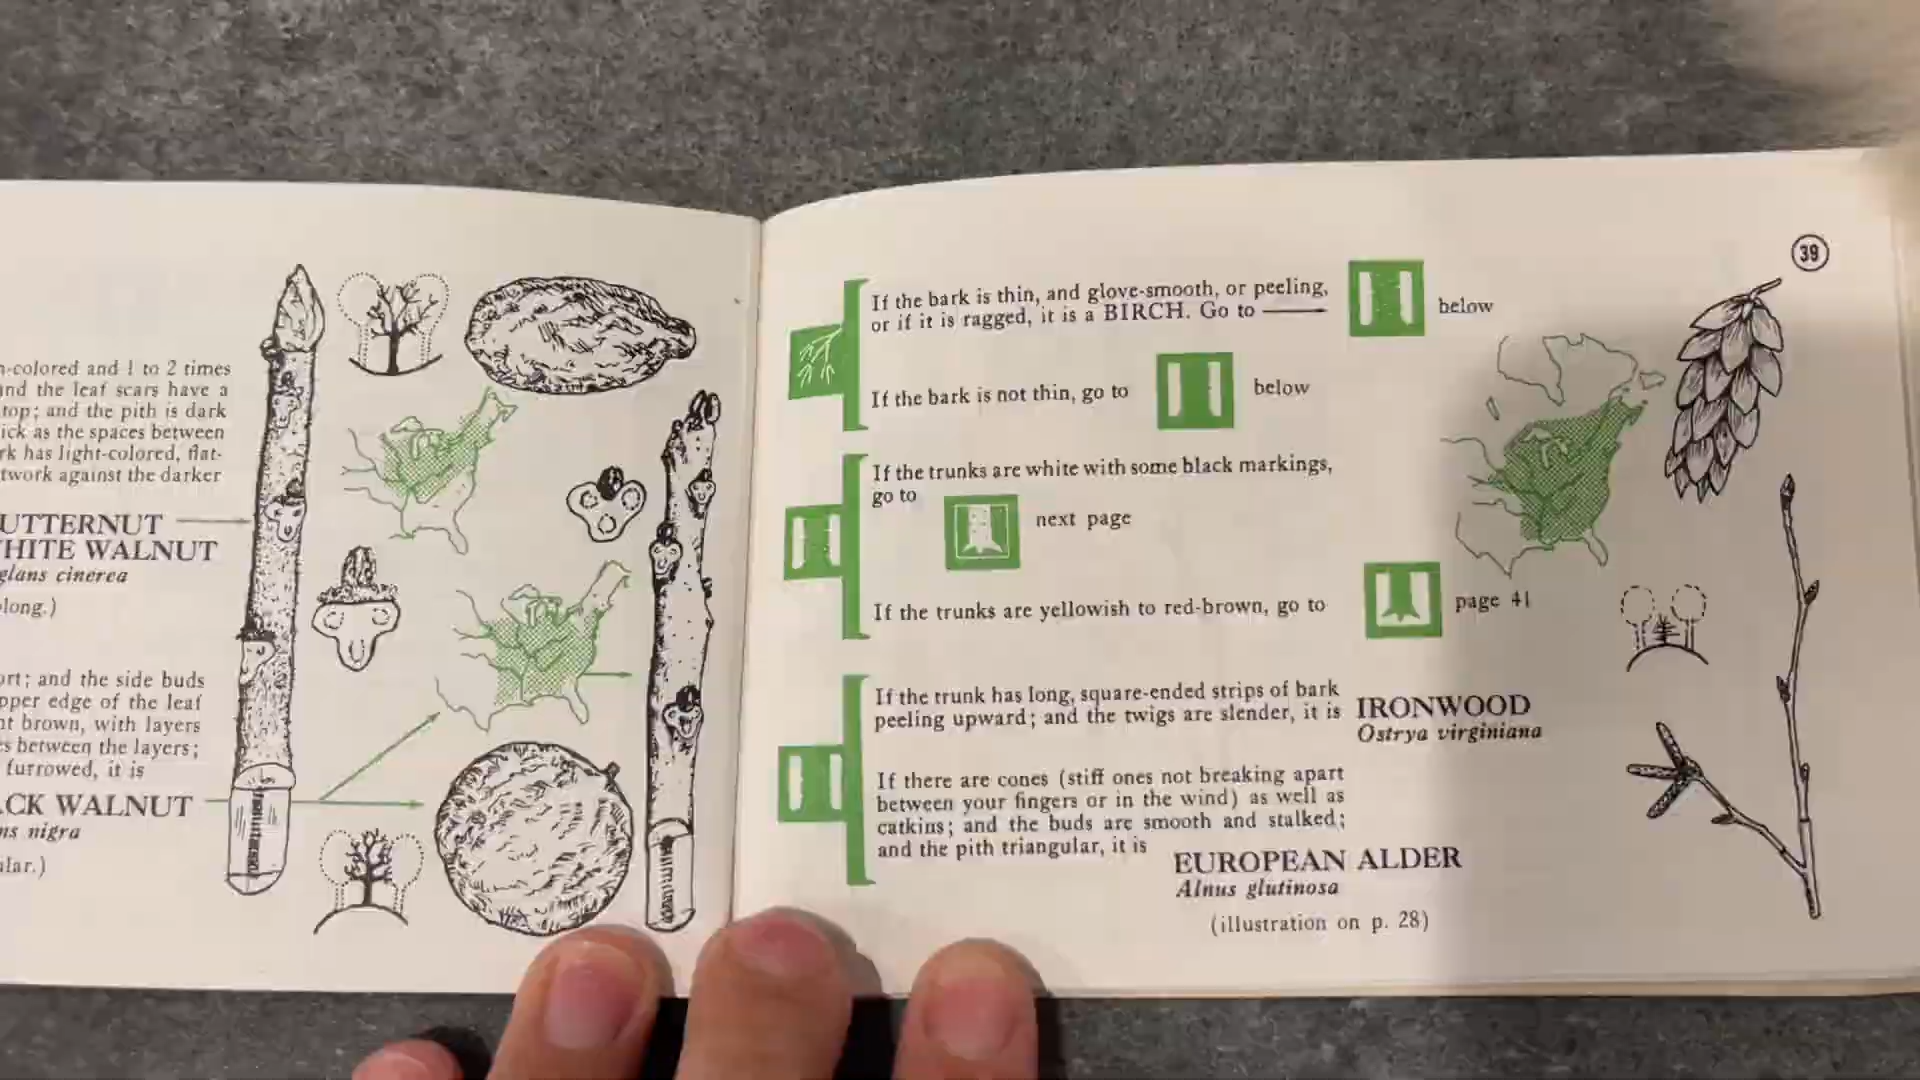 -colored and 1 to 2 times
and the leaf scars have a
top; and the pith is dark
ick as the spaces between
rk has light-colored, flat-
twork against the darker
UTTERNUT
HITE WALNUT
glans cinerea
long.)
ort; and the side buds
pper edge of the leaf
ht brown, with layers
es between the layers;
furrowed, it is
ACK WALNUT
ns nigra
ular.)
39
If the bark is thin, and glove-smooth, or peeling,
or if it is ragged, it is a BIRCH. Go to
below
If the bark is not thin, go to
below
If the trunks are white with some black markings,
go to
next page
If the trunks are yellowish to red-brown, go to
page 41
If the trunk has long, square-ended strips of bark
peeling upward; and the twigs are slender, it is
IRONWOOD
Ostrya virginiana
If there are cones (stiff ones not breaking apart
between your fingers or in the wind) as well as
catkins; and the buds are smooth and stalked;
and the pith triangular, it is
EUROPEAN ALDER
Alnus glutinosa
(illustration on p. 28)